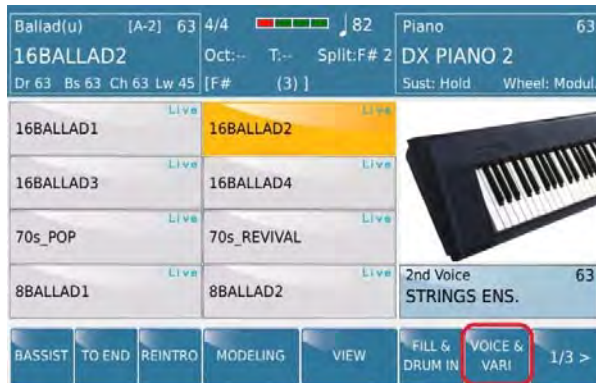 Ballad(u) [A-2] 63
16BALLAD2
Dr 63 Bs 63 Ch 63 Lw 45
4/4 ♩82
Oct:-- T:-- Split:F# 2
[F# (3) ]
Piano 63
DX PIANO 2
Sust: Hold Wheel: Modul.
Live
16BALLAD1
Live
16BALLAD2
Live
16BALLAD3
Live
16BALLAD4
Live
70s_POP
Live
70s_REVIVAL
Live
8BALLAD1
Live
8BALLAD2
2nd Voice 63
STRINGS ENS.
BASSIST
TO END
REINTRO
MODELING
VIEW
FILL &
DRUM IN
VOICE &
VARI
1/3 >